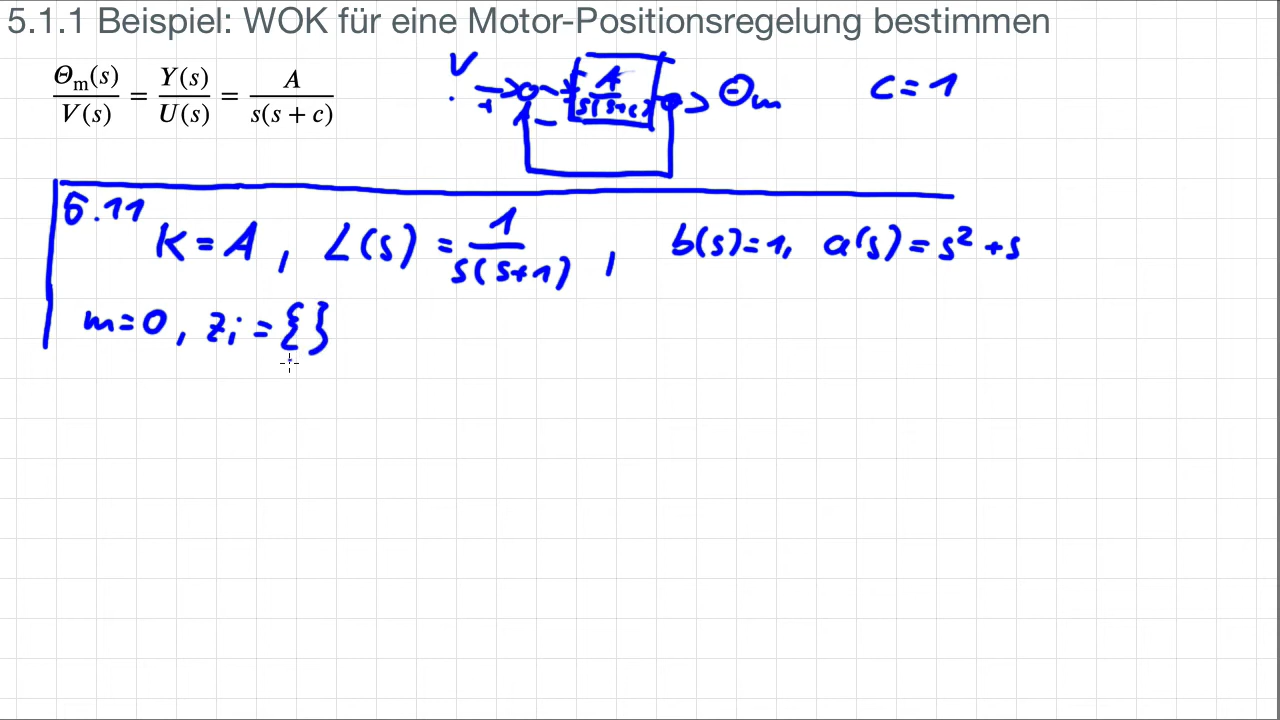 5.1.1 Beispiel: WOK für eine Motor-Positionsregelung bestimmen
Θm(s)/V(s) = Y(s)/U(s) = A/s(s + c)
V + - A/s(s+c) Θm c=1
5.11
K=A, L(s) = 1/s(s+1), b(s)=1, a(s)=s²+s
m=0, zi={}